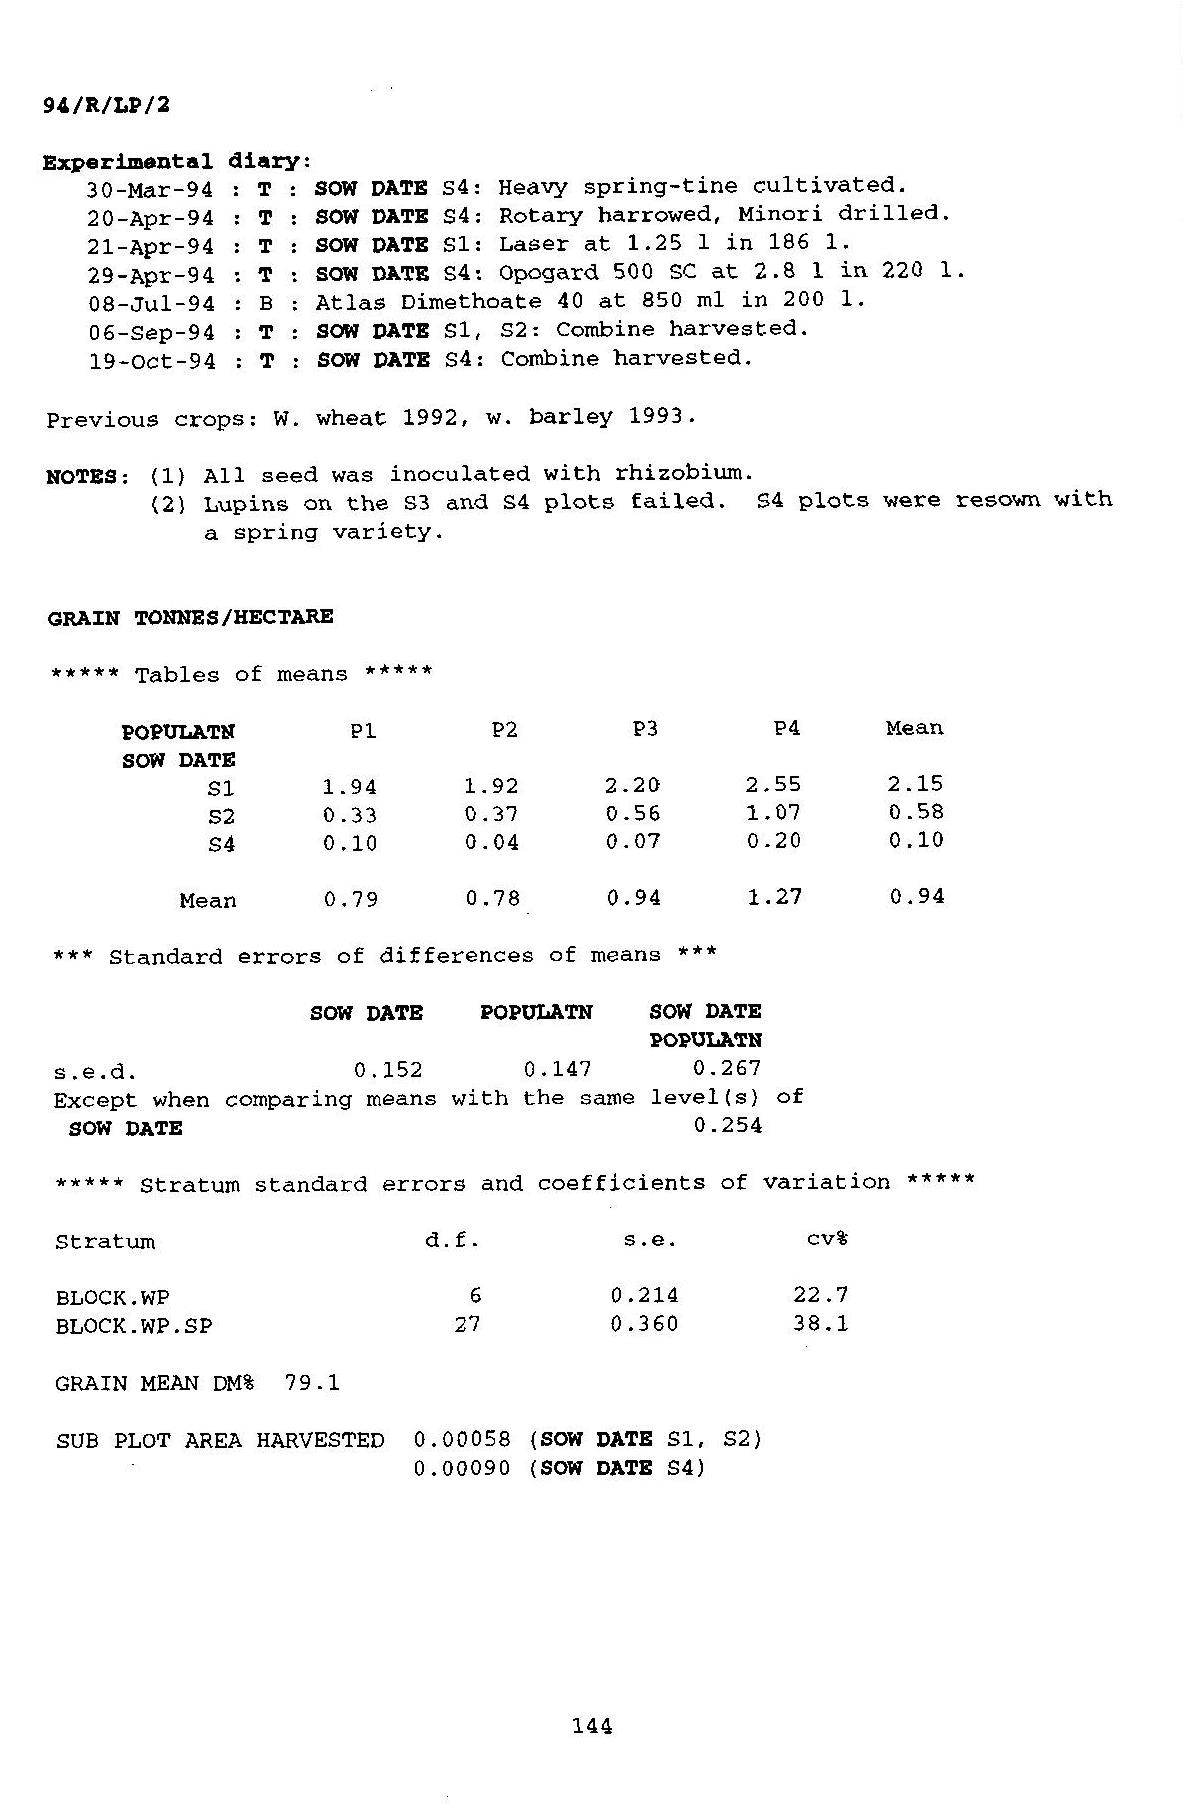 94/R/LP/2
Experimental diary:
30-Mar-94 : T : SOW DATE S4: Heavy spring-tine cultivated.
20-Apr-94 : T : SOW DATE S4: Rotary harrowed, Minori drilled.
21-Apr-94 : T : SOW DATE S1: Laser at 1.25 l in 186 l.
29-Apr-94 : T : SOW DATE S4: Opogard 500 SC at 2.8 l in 220 l.
08-Jul-94 : B : Atlas Dimethoate 40 at 850 ml in 200 l.
06-Sep-94 : T : SOW DATE S1, S2: Combine harvested.
19-Oct-94 : T : SOW DATE S4: Combine harvested.
Previous crops: W. wheat 1992, w. barley 1993.
NOTES: (1) All seed was inoculated with rhizobium.
(2) Lupins on the S3 and S4 plots failed. S4 plots were resown with
a spring variety.
GRAIN TONNES/HECTARE
***** Tables of means *****
POPULATN P1 P2 P3 P4 Mean
SOW DATE
S1 1.94 1.92 2.20 2.55 2.15
S2 0.33 0.37 0.56 1.07 0.58
S4 0.10 0.04 0.07 0.20 0.10
Mean 0.79 0.78 0.94 1.27 0.94
*** Standard errors of differences of means ***
SOW DATE POPULATN SOW DATE
POPULATN
s.e.d. 0.152 0.147 0.267
Except when comparing means with the same level(s) of
SOW DATE 0.254
***** Stratum standard errors and coefficients of variation *****
Stratum d.f. s.e. cv%
BLOCK.WP 6 0.214 22.7
BLOCK.WP.SP 27 0.360 38.1
GRAIN MEAN DM% 79.1
SUB PLOT AREA HARVESTED 0.00058 (SOW DATE S1, S2)
0.00090 (SOW DATE S4)
144